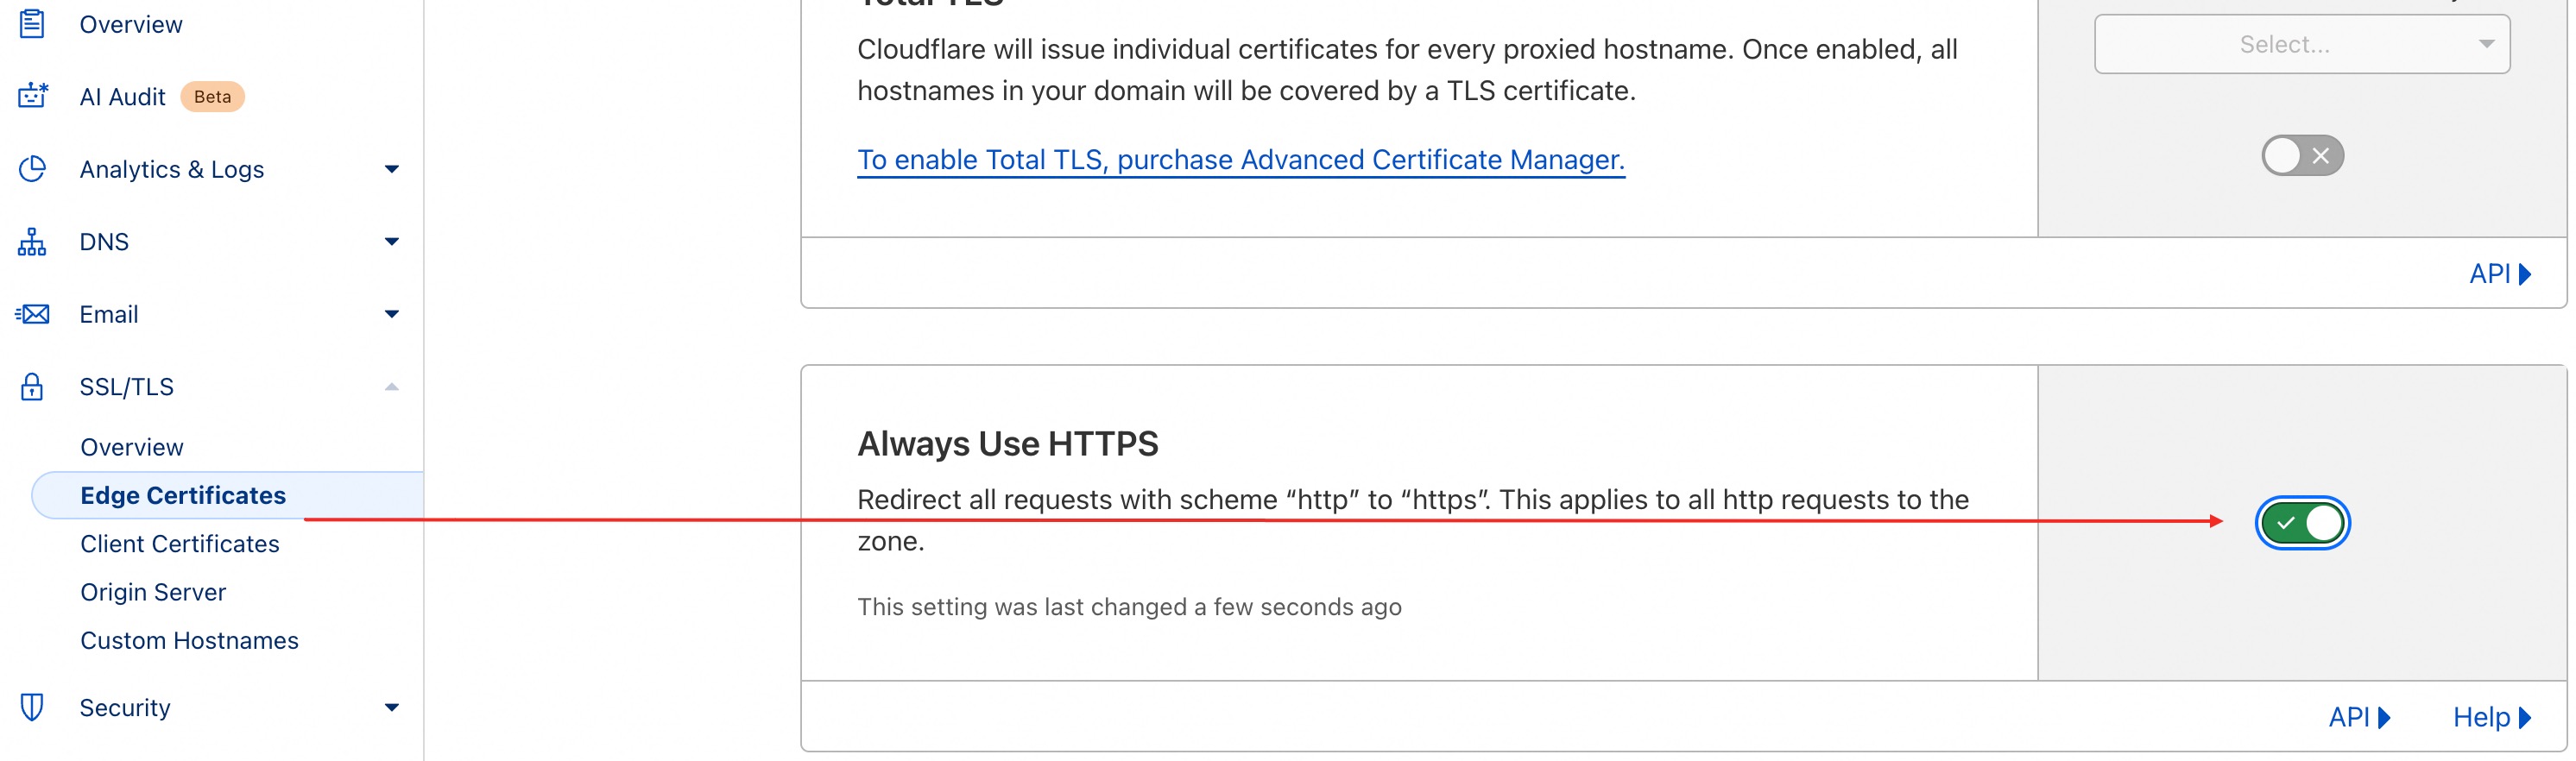 Overview
AI Audit Beta
Analytics & Logs
DNS
Email
SSL/TLS
Overview
Edge Certificates
Client Certificates
Origin Server
Custom Hostnames
Security
Total TLS
Cloudflare will issue individual certificates for every proxied hostname. Once enabled, all
hostnames in your domain will be covered by a TLS certificate.
To enable Total TLS, purchase Advanced Certificate Manager.
Select...
API
Always Use HTTPS
Redirect all requests with scheme “http” to “https”. This applies to all http requests to the
zone.
This setting was last changed a few seconds ago
API
Help